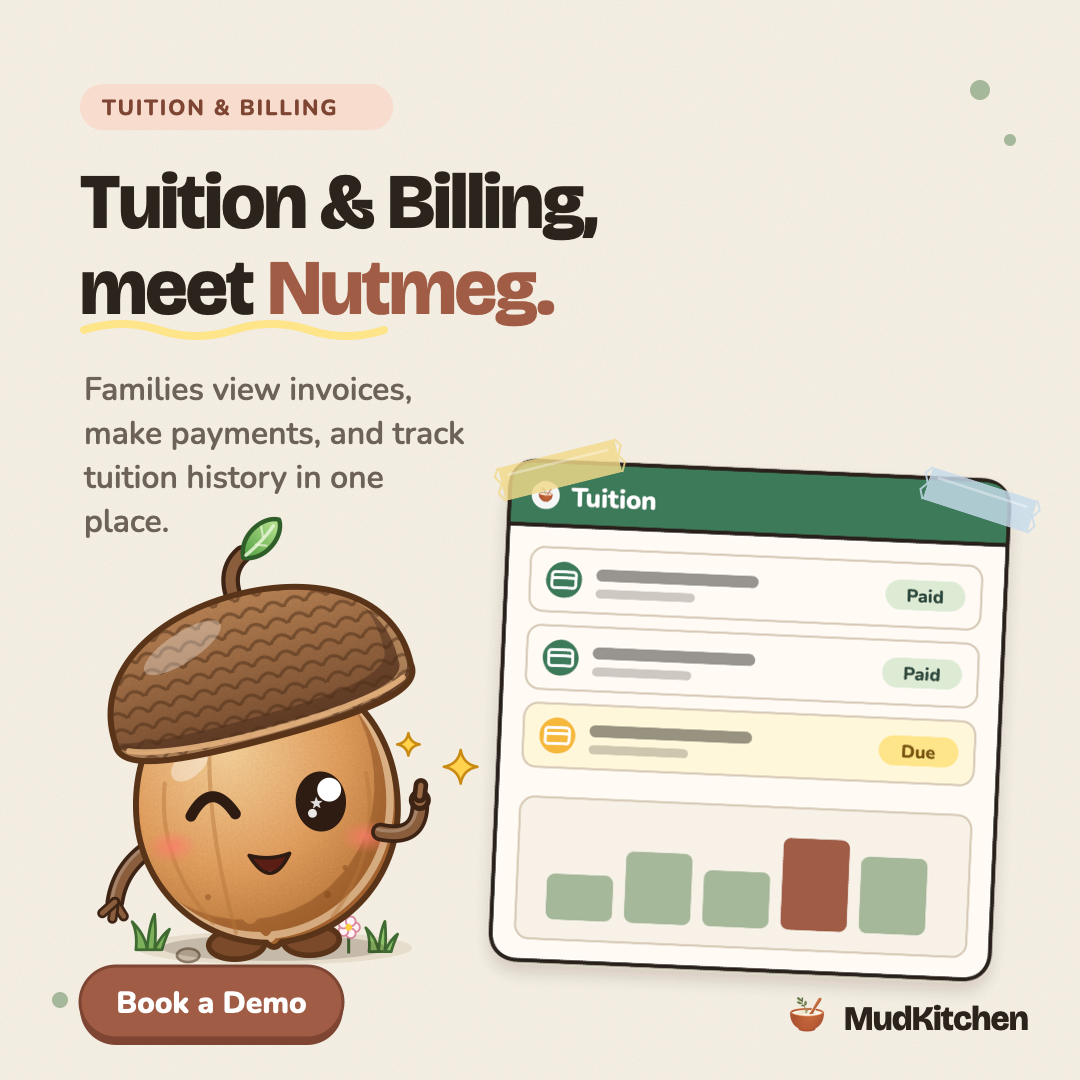 TUITION & BILLING
Tuition & Billing,
meet Nutmeg.
Families view invoices,
make payments, and track
tuition history in one
place.
Tuition
Paid
Paid
Due
Book a Demo
MudKitchen